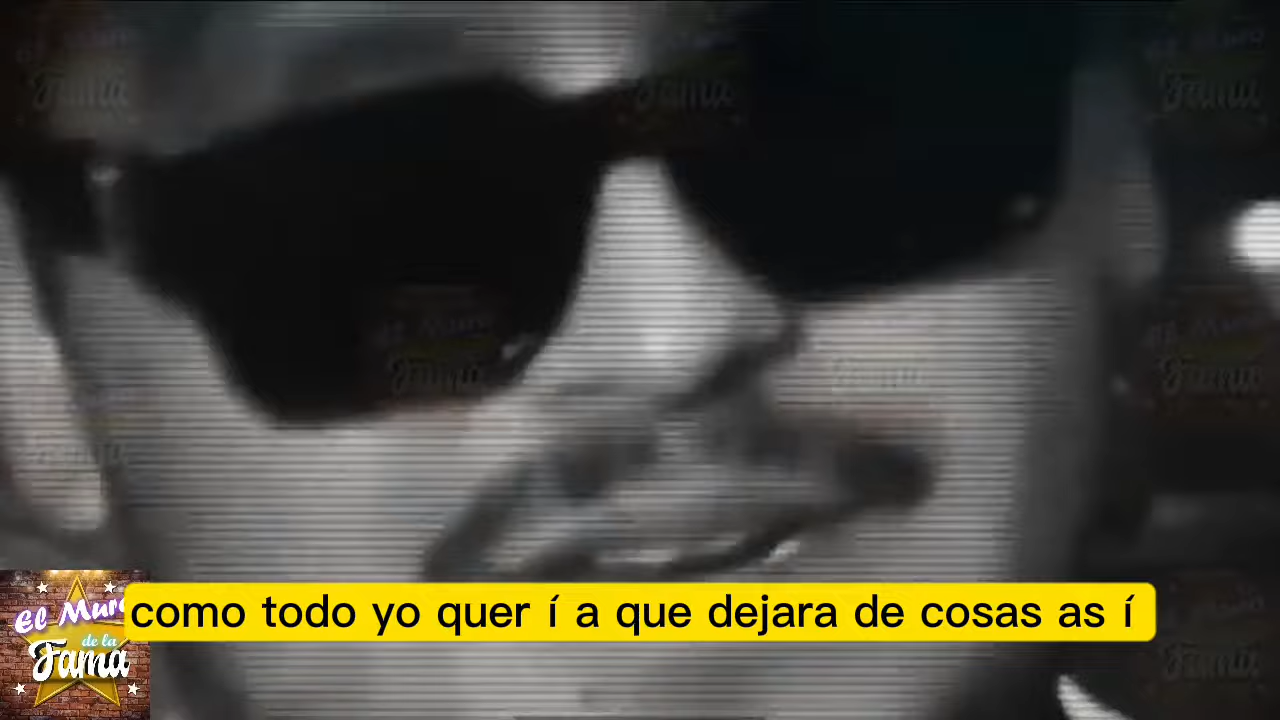 como todo yo quer í a que dejara de cosas as í
El Muro
de la
Fama